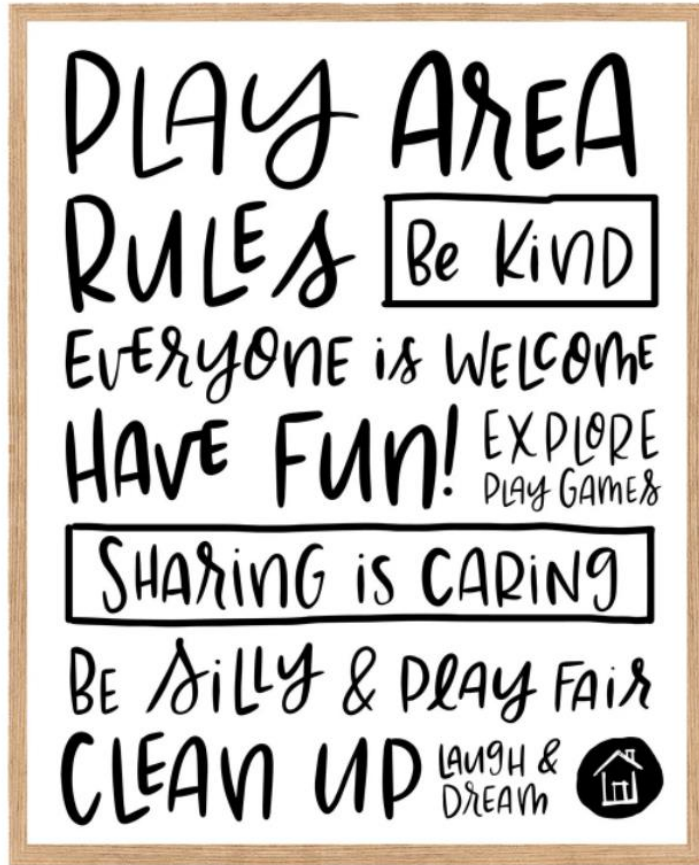 PLAY AREA
RULES Be KiND
EVERYONE is WELCOME
HAVE FUN! EXPLORE
PLAY GAMES
SHARiNG is CARiNg
BE SiLLY & PLAY FAiR
CLEAN UP LAUgH &
DREAM